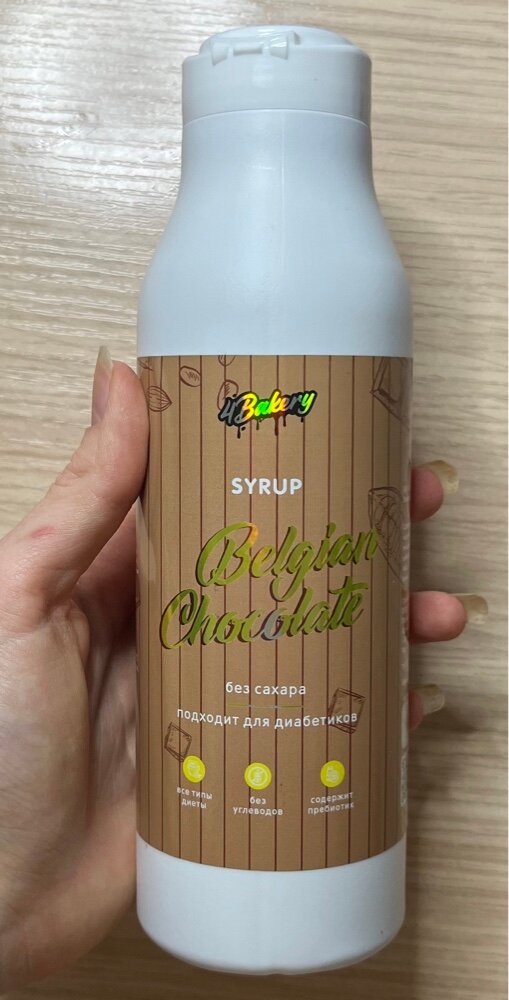 4Bakery
SYRUP
Belgian
Chocolate
без сахара
подходит для диабетиков
все типы
диеты
без
углеводов
содержит
пребиотик